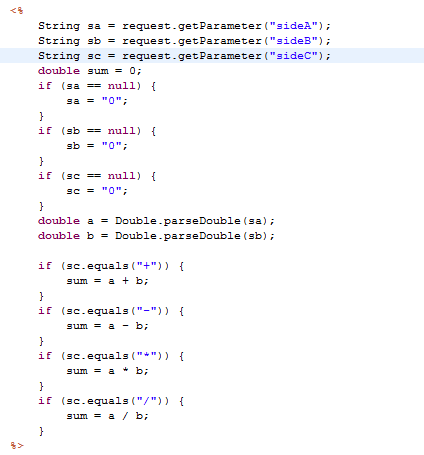 <%
String sa = request.getParameter("sideA");
String sb = request.getParameter("sideB");
String sc = request.getParameter("sideC");
double sum = 0;
if (sa == null) {
sa = "0";
}
if (sb == null) {
sb = "0";
}
if (sc == null) {
sc = "0";
}
double a = Double.parseDouble(sa);
double b = Double.parseDouble(sb);
if (sc.equals("+")) {
sum = a + b;
}
if (sc.equals("-")) {
sum = a - b;
}
if (sc.equals("*")) {
sum = a * b;
}
if (sc.equals("/")) {
sum = a / b;
}
%>